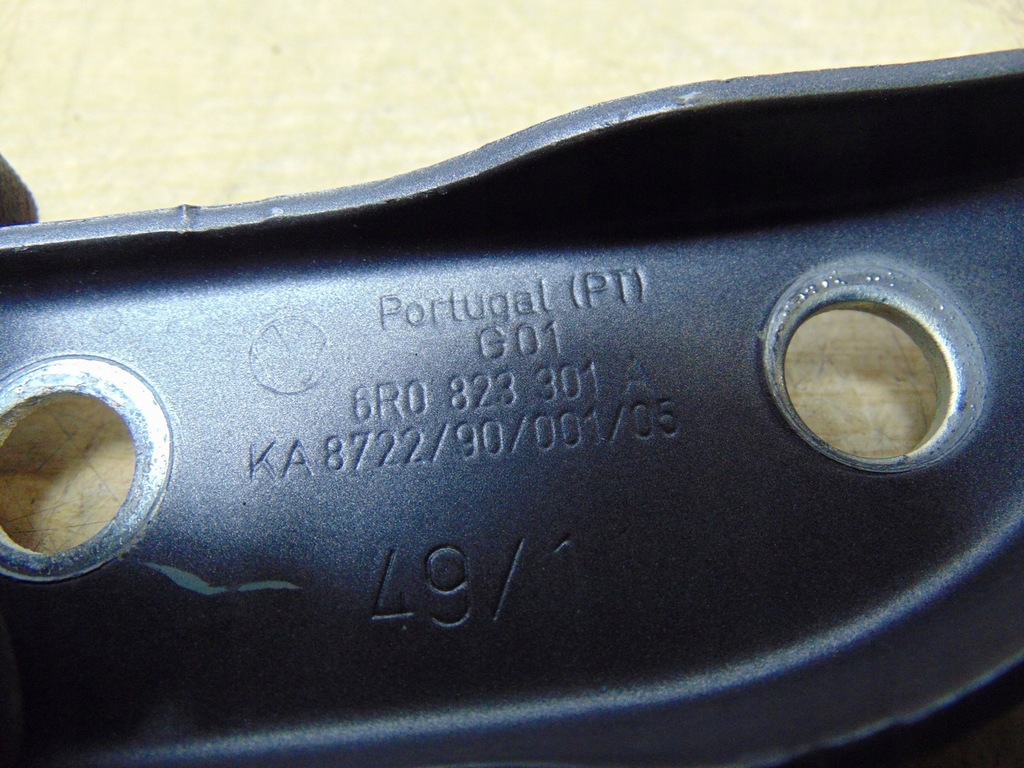 Portugal (PT)
G01
6R0 823 301 A
KA 8722/90/001/05
49/1